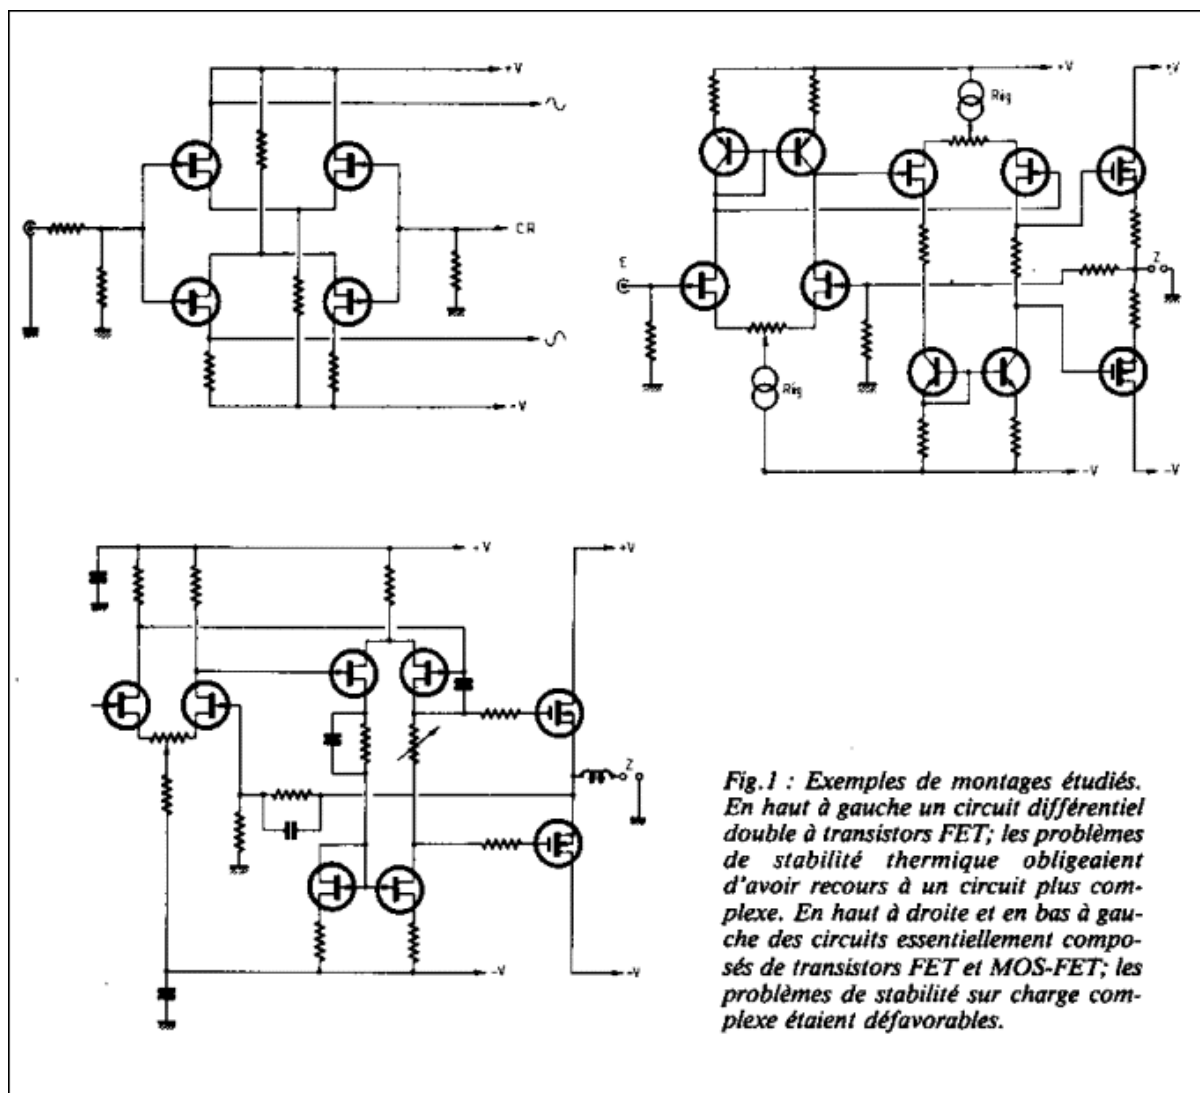 +V
CR
-V
+V
+V
Rég
E
Z
Rég
-V
-V
+V
+V
Z
-V
-V
Fig.1 : Exemples de montages étudiés.
En haut à gauche un circuit différentiel
double à transistors FET; les problèmes
de stabilité thermique obligeaient
d'avoir recours à un circuit plus com-
plexe. En haut à droite et en bas à gau-
che des circuits essentiellement compo-
sés de transistors FET et MOS-FET; les
problèmes de stabilité sur charge com-
plexe étaient défavorables.